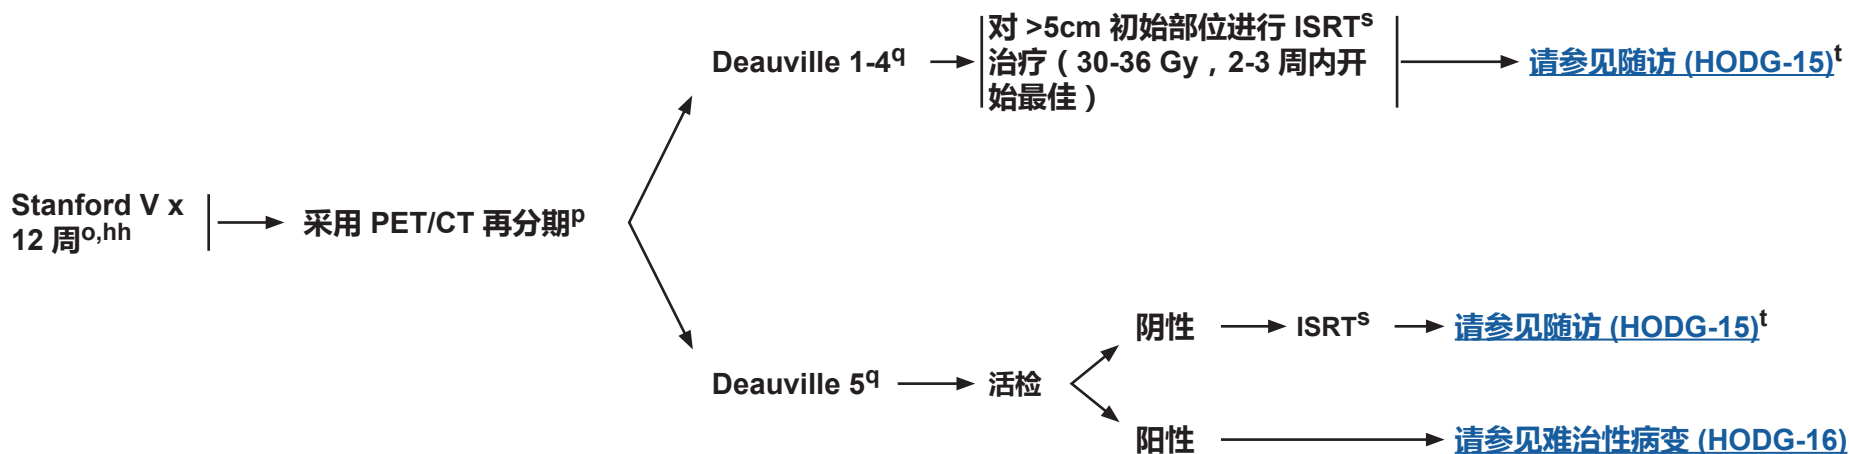 Stanford V x
12 周o,hh
采用 PET/CT 再分期p
Deauville 1-4q
对 >5cm 初始部位进行 ISRTs
治疗（30-36 Gy，2-3 周内开
始最佳）
请参见随访 (HODG-15)t
Deauville 5q
活检
阴性
ISRTs
请参见随访 (HODG-15)t
阳性
请参见难治性病变 (HODG-16)